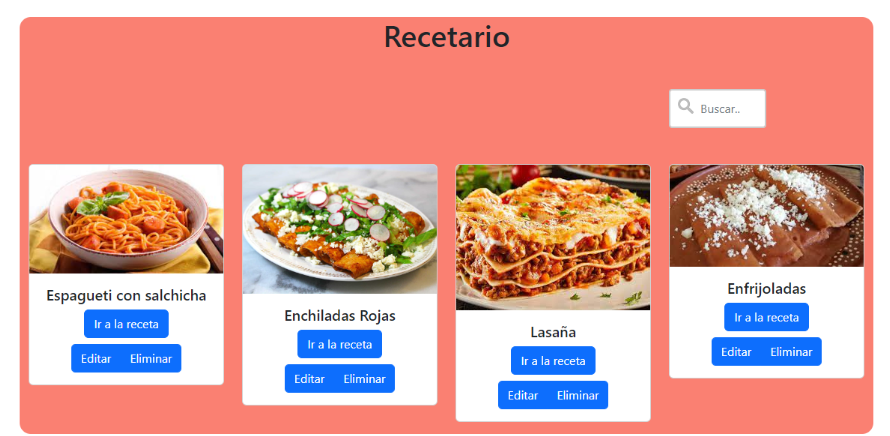 Recetario
Buscar..
Espagueti con salchicha
Ir a la receta
Editar Eliminar
Enchiladas Rojas
Ir a la receta
Editar Eliminar
Lasaña
Ir a la receta
Editar Eliminar
Enfrijoladas
Ir a la receta
Editar Eliminar